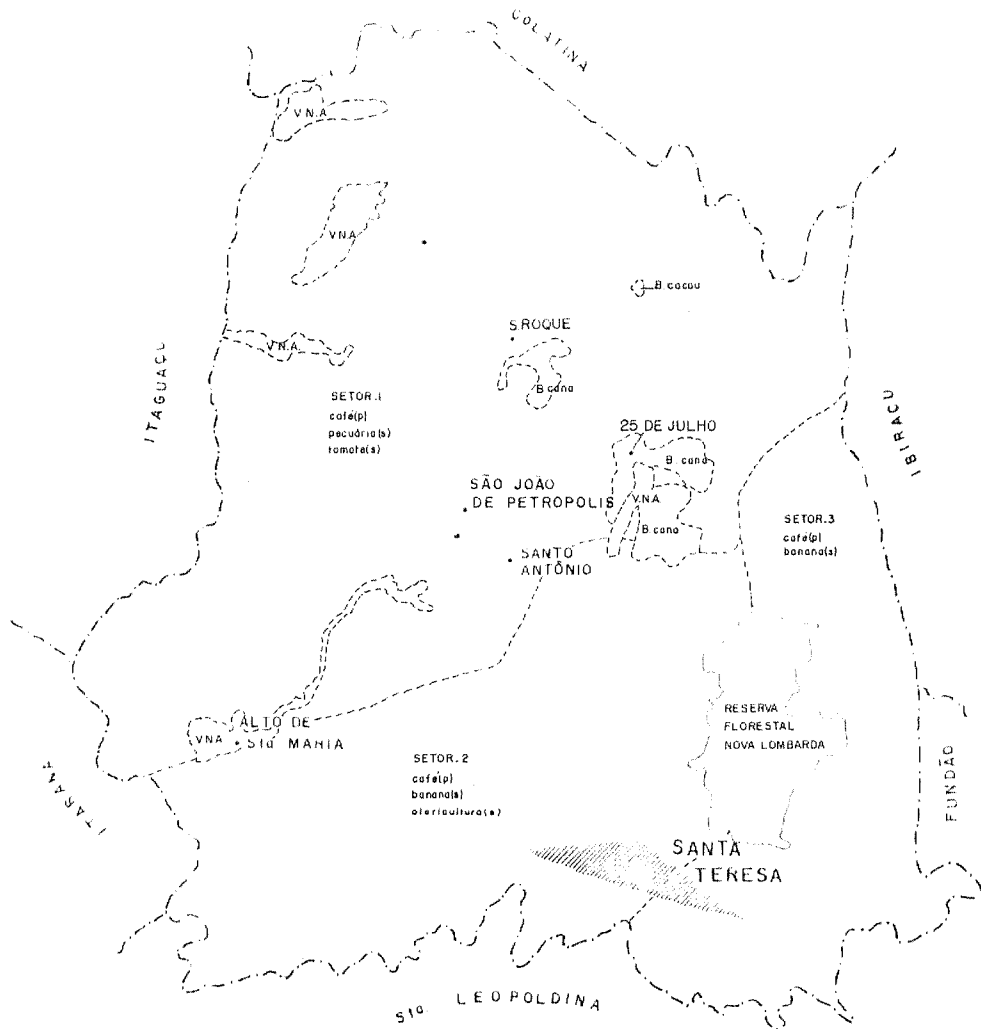 COLATINA
V.N.A
V.N.A
B.cacau
S.ROQUE
V.N.A.
B.cana
ITAGUAÇU
SETOR.1
café(p)
pecuária(s)
tomate(s)
25 DE JULHO
B. cana
IBIRAÇU
SÃO JOÃO
DE PETROPOLIS
V.N.A.
B.cana
SETOR.3
café(p)
banana(s)
SANTO
ANTÔNIO
RESERVA
FLORESTAL
NOVA LOMBARDA
ALTO DE
Sta MARIA
V.N.A
SETOR.2
café(p)
banana(s)
olericultura(s)
FUNDÃO
SANTA
TERESA
Sta. LEOPOLDINA